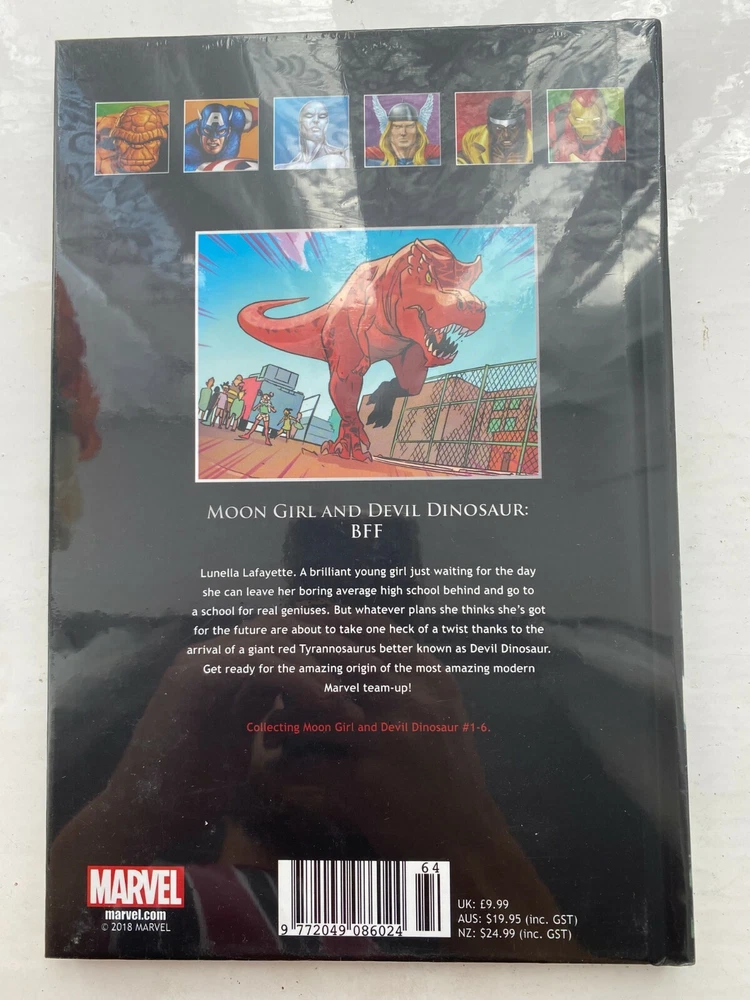 MOON GIRL AND DEVIL DINOSAUR:
BFF
Lunella Lafayette. A brilliant young girl just waiting for the day
she can leave her boring average high school behind and go to
a school for real geniuses. But whatever plans she thinks she's got
for the future are about to take one heck of a twist thanks to the
arrival of a giant red Tyrannosaurus better known as Devil Dinosaur.
Get ready for the amazing origin of the most amazing modern
Marvel team-up!
Collecting Moon Girl and Devil Dinosaur #1-6.
MARVEL
marvel.com
© 2018 MARVEL
64
9 772049 086024
UK: £9.99
AUS: $19.95 (inc. GST)
NZ: $24.99 (inc. GST)